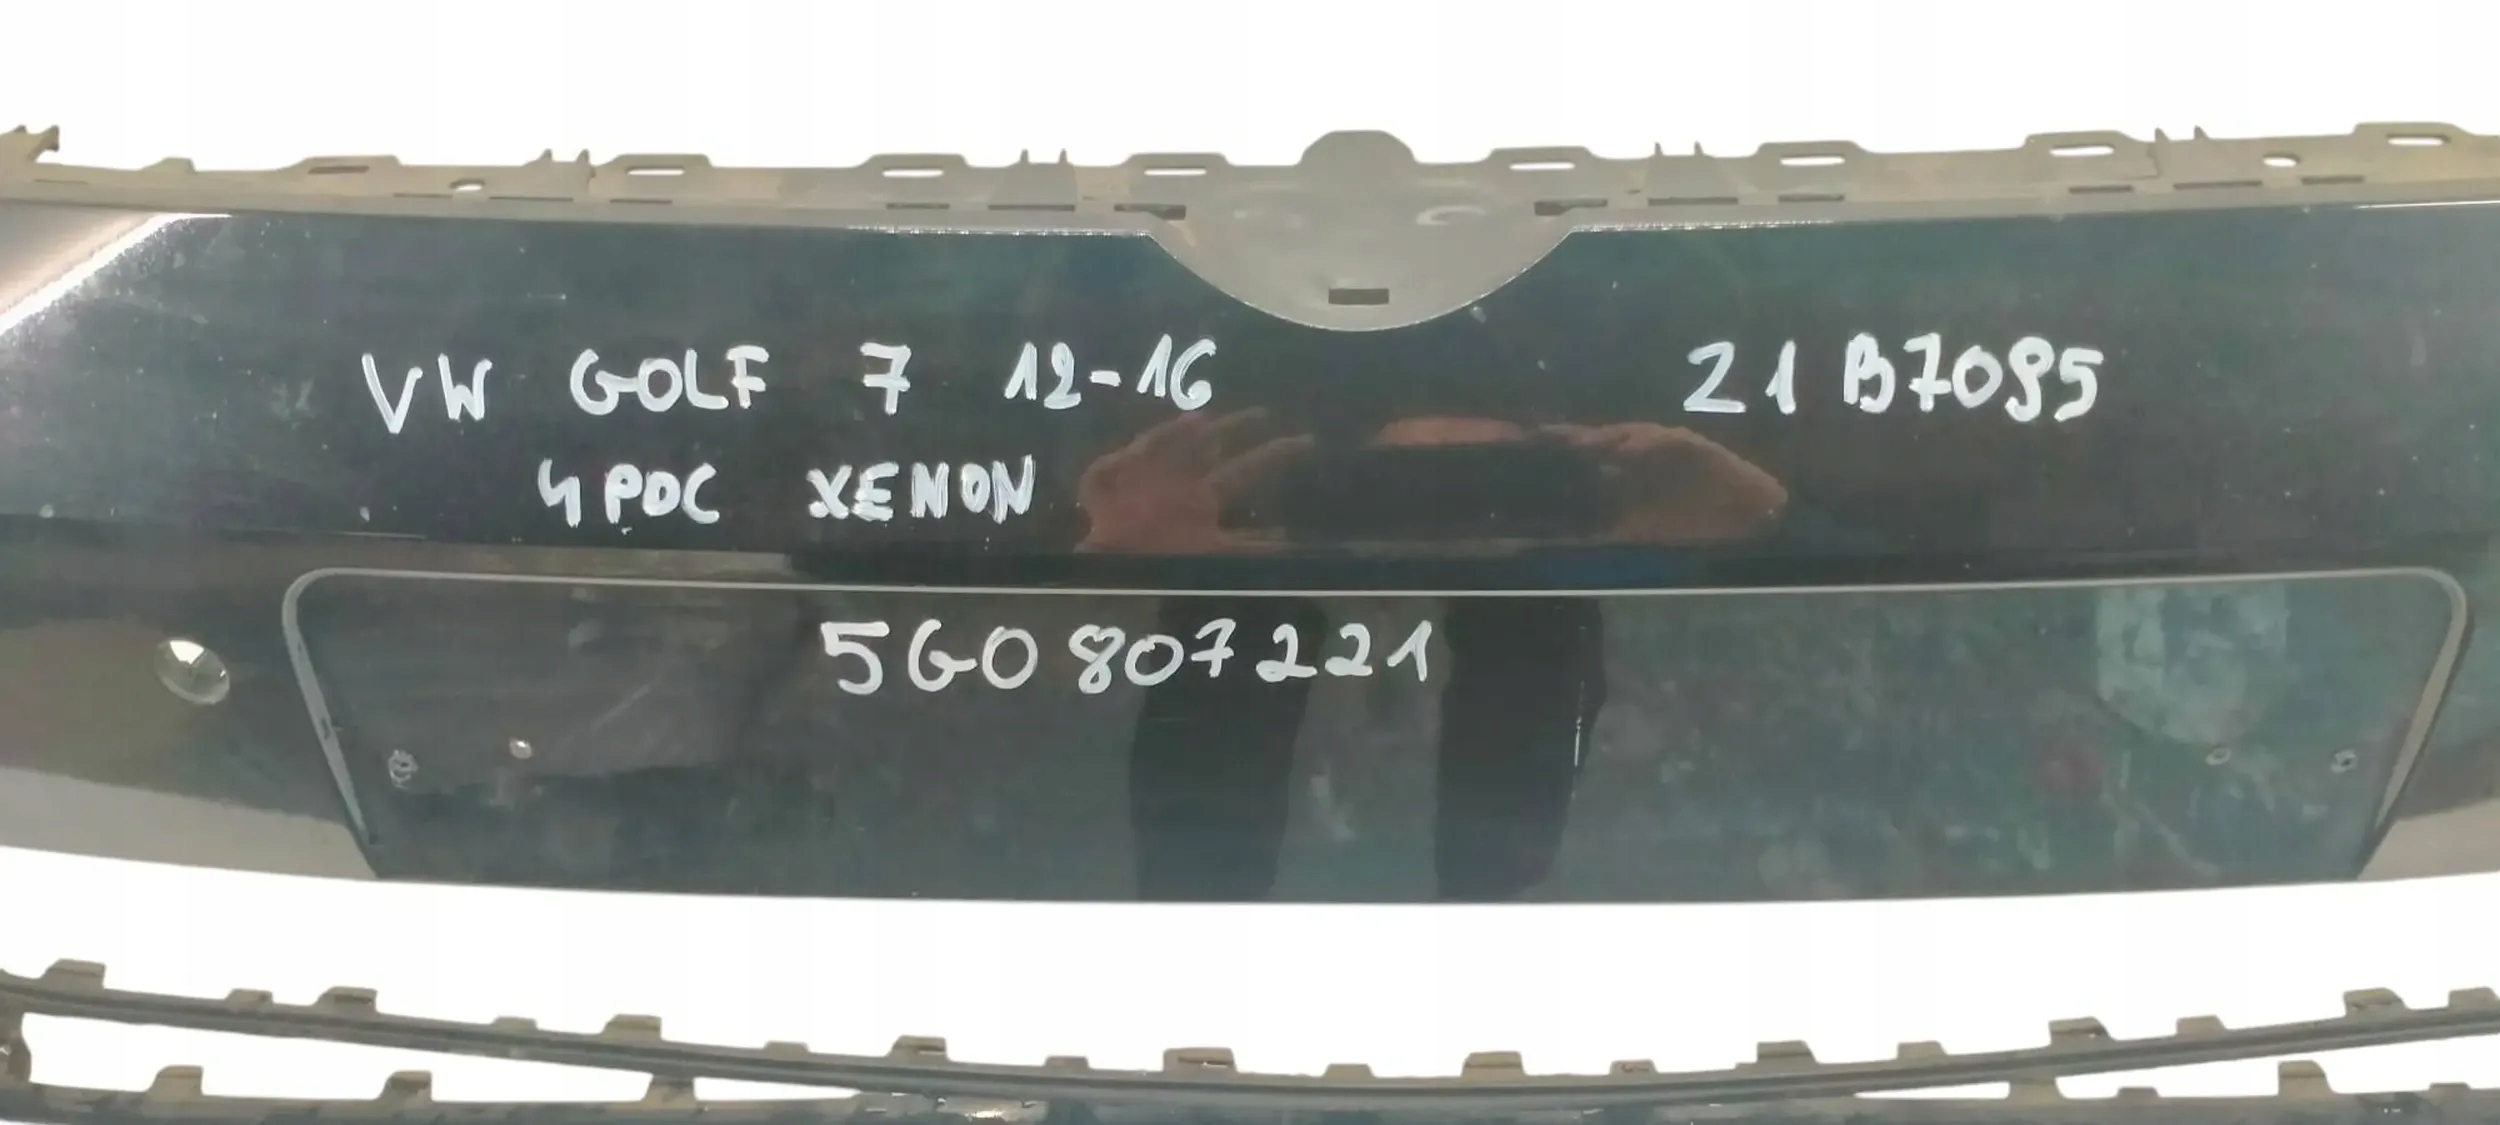 VW GOLF 7 12-16 21B7095
4PDC XENON
5G0807221